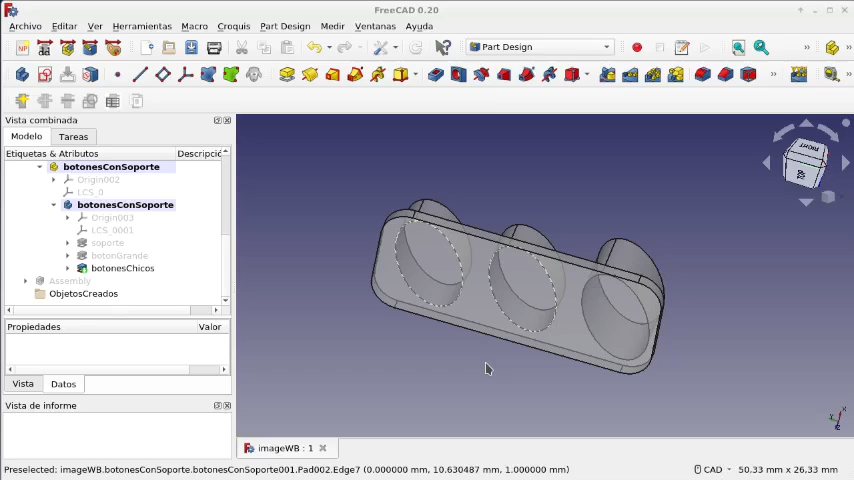 FreeCAD 0.20
Archivo Editar Ver Herramientas Macro Croquis Part Design Medir Ventanas Ayuda
NP
Part Design
Vista combinada
Modelo Tareas
Etiquetas & Atributos Descripció
botonesConSoporte
Origin002
LCS_0
botonesConSoporte
Origin003
LCS_0001
soporte
botonGrande
botonesChicos
Assembly
ObjetosCreados
Propiedades Valor
Vista Datos
Vista de informe
RIGHT
imageWB : 1
Preselected: imageWB.botonesConSoporte.botonesConSoporte001.Pad002.Edge7 (0.000000 mm, 10.630487 mm, 1.000000 mm)
CAD 50,33 mm x 26,33 mm